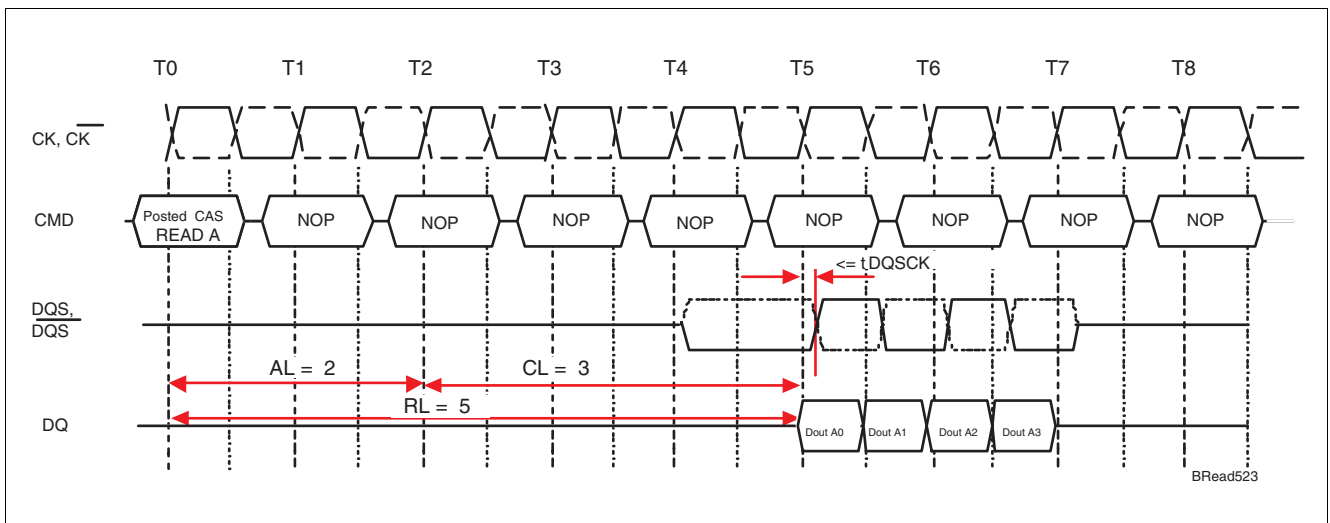 T0 T1 T2 T3 T4 T5 T6 T7 T8
CK, CK
CMD
Posted CAS
READ A
NOP NOP NOP NOP NOP NOP NOP NOP
<= tDQSCK
DQS,
DQS
AL = 2
CL = 3
RL = 5
DQ
Dout A0 Dout A1 Dout A2 Dout A3
BRead523